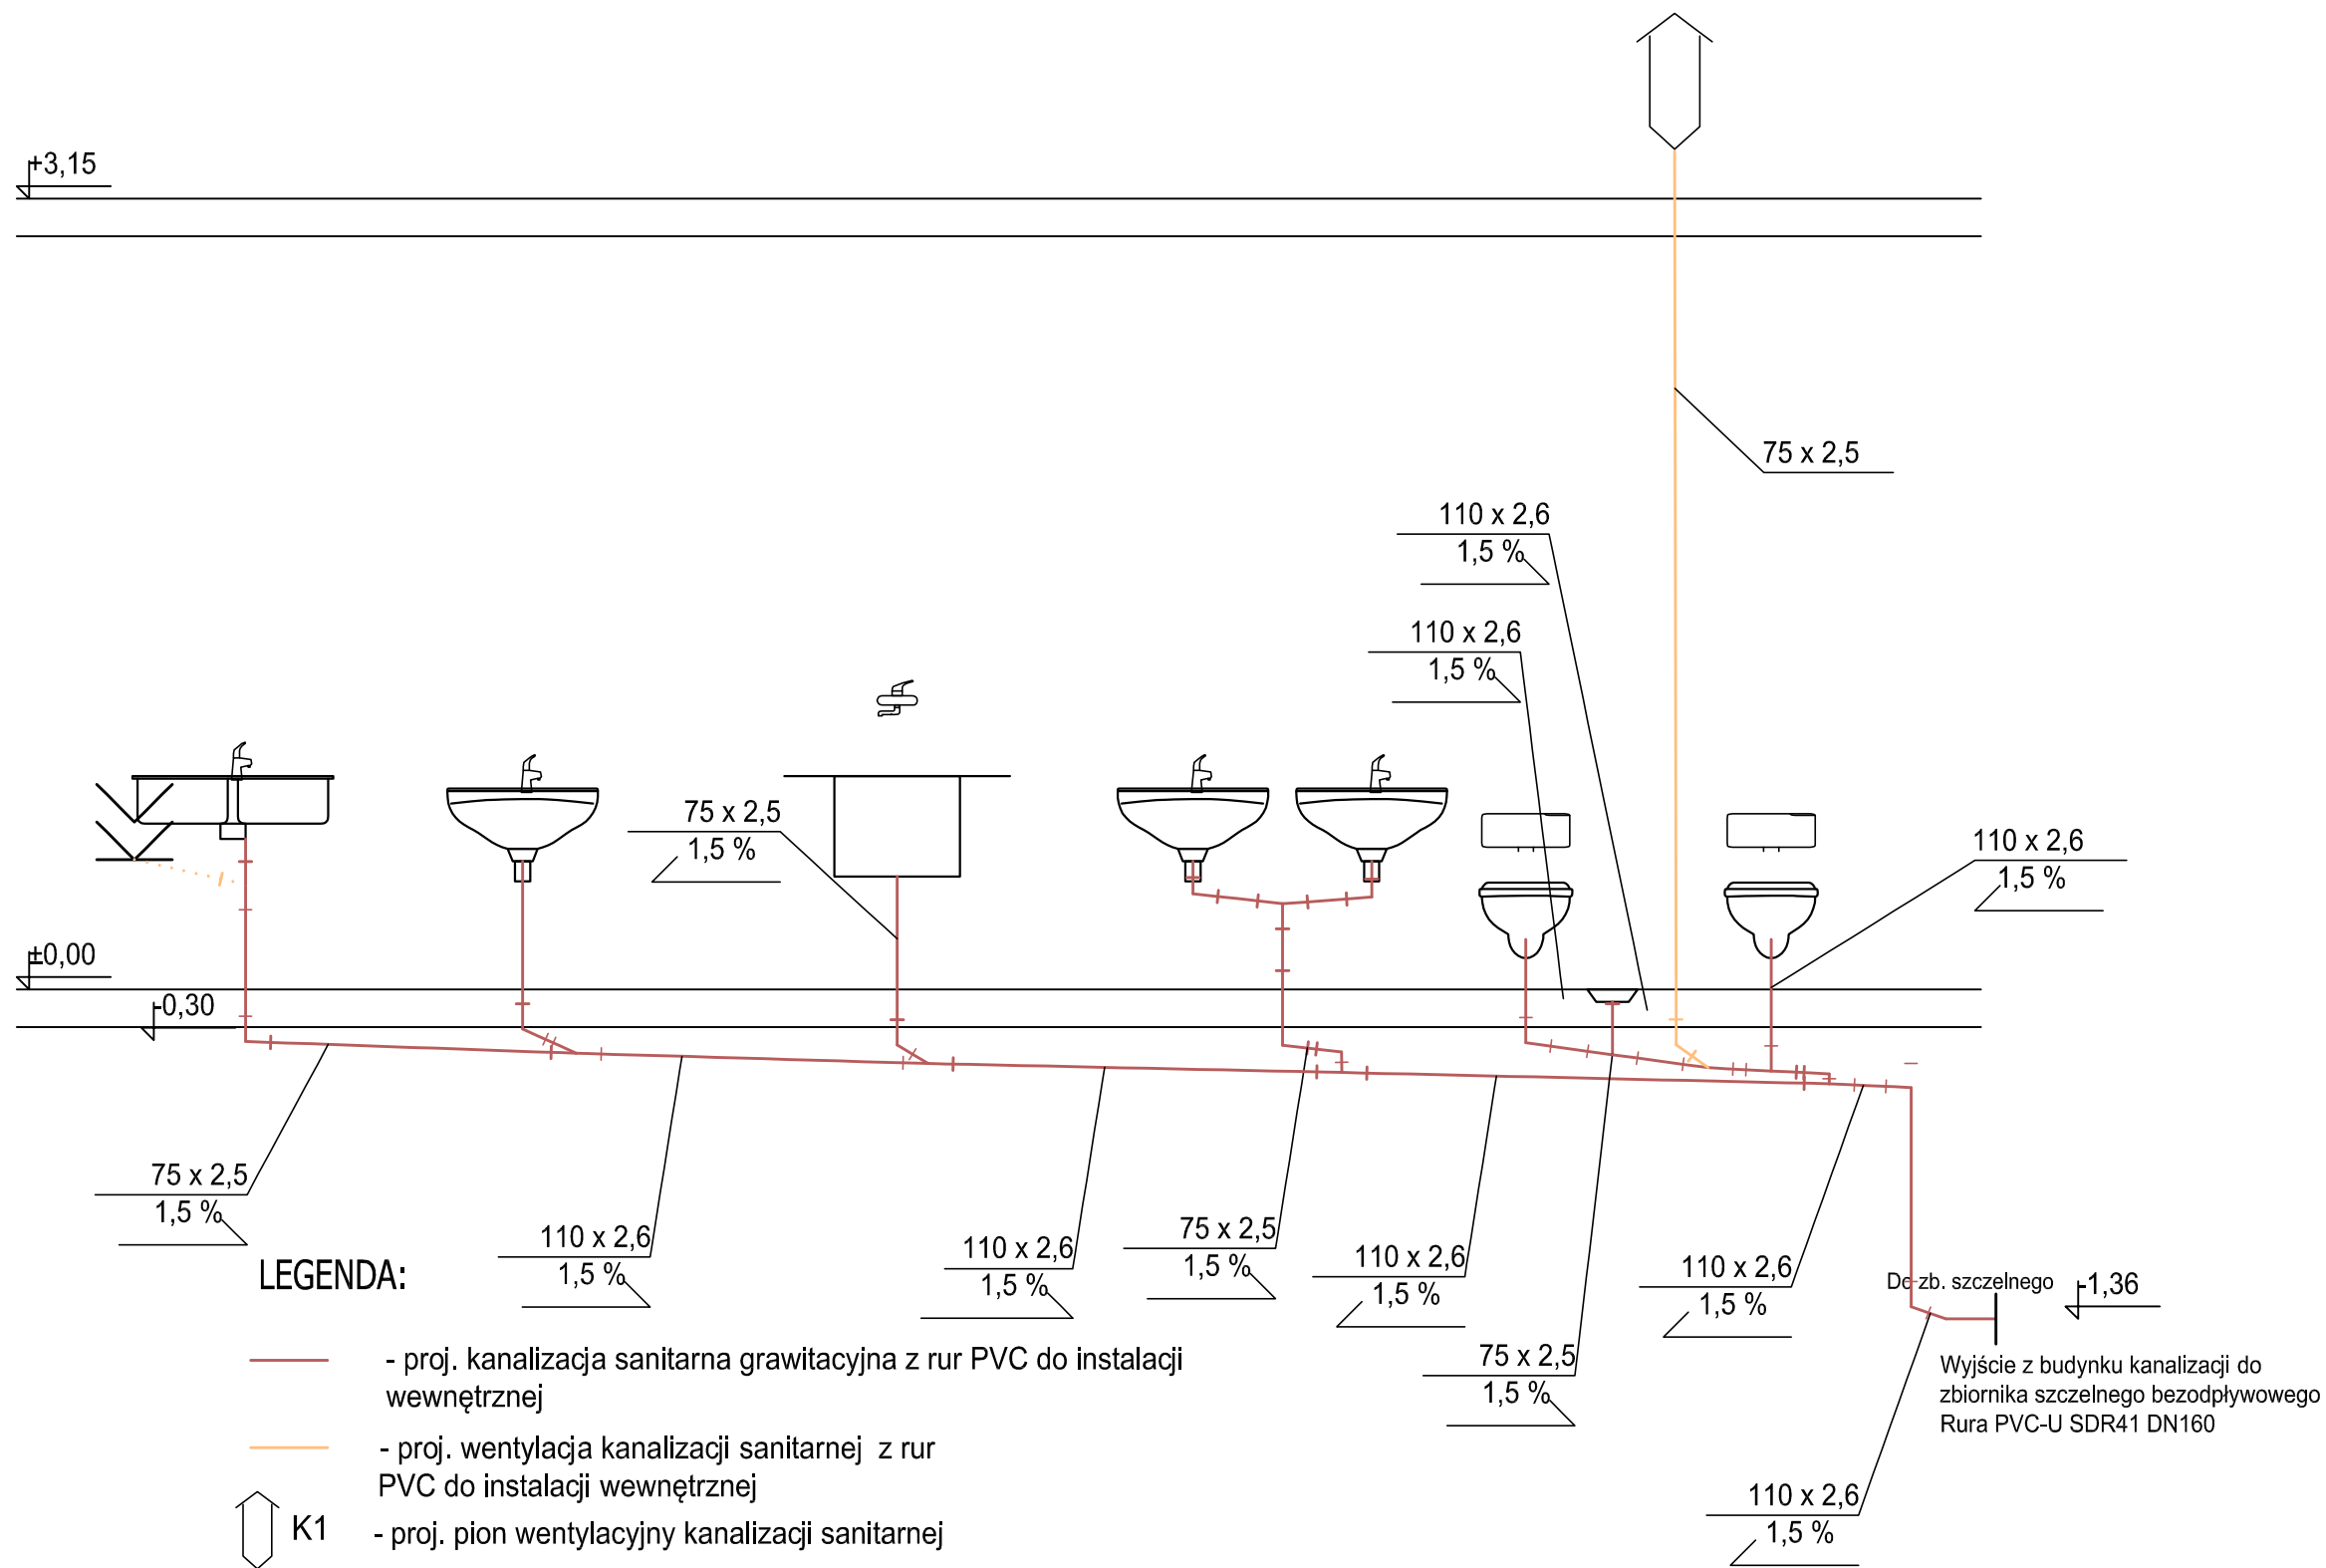 +3,15
75 x 2,5
110 x 2,6
1,5 %
110 x 2,6
1,5 %
75 x 2,5
1,5 %
110 x 2,6
1,5 %
±0,00
-0,30
75 x 2,5
1,5 %
110 x 2,6
1,5 %
110 x 2,6
1,5 %
75 x 2,5
1,5 %
110 x 2,6
1,5 %
110 x 2,6
1,5 %
Do zb. szczelnego
-1,36
75 x 2,5
1,5 %
Wyjście z budynku kanalizacji do
zbiornika szczelnego bezodpływowego
Rura PVC-U SDR41 DN160
110 x 2,6
1,5 %
LEGENDA:
- proj. kanalizacja sanitarna grawitacyjna z rur PVC do instalacji
wewnętrznej
- proj. wentylacja kanalizacji sanitarnej z rur
PVC do instalacji wewnętrznej
K1 - proj. pion wentylacyjny kanalizacji sanitarnej